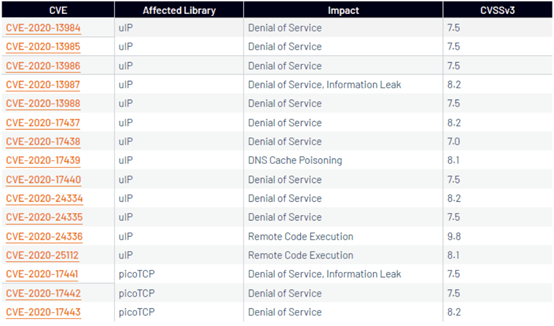 CVE Affected Library Impact CVSSv3
CVE-2020-13984 uIP Denial of Service 7.5
CVE-2020-13985 uIP Denial of Service 7.5
CVE-2020-13986 uIP Denial of Service 7.5
CVE-2020-13987 uIP Denial of Service, Information Leak 8.2
CVE-2020-13988 uIP Denial of Service 7.5
CVE-2020-17437 uIP Denial of Service 8.2
CVE-2020-17438 uIP Denial of Service 7.0
CVE-2020-17439 uIP DNS Cache Poisoning 8.1
CVE-2020-17440 uIP Denial of Service 7.5
CVE-2020-24334 uIP Denial of Service 8.2
CVE-2020-24335 uIP Denial of Service 7.5
CVE-2020-24336 uIP Remote Code Execution 9.8
CVE-2020-25112 uIP Remote Code Execution 8.1
CVE-2020-17441 picoTCP Denial of Service, Information Leak 7.5
CVE-2020-17442 picoTCP Denial of Service 7.5
CVE-2020-17443 picoTCP Denial of Service 8.2